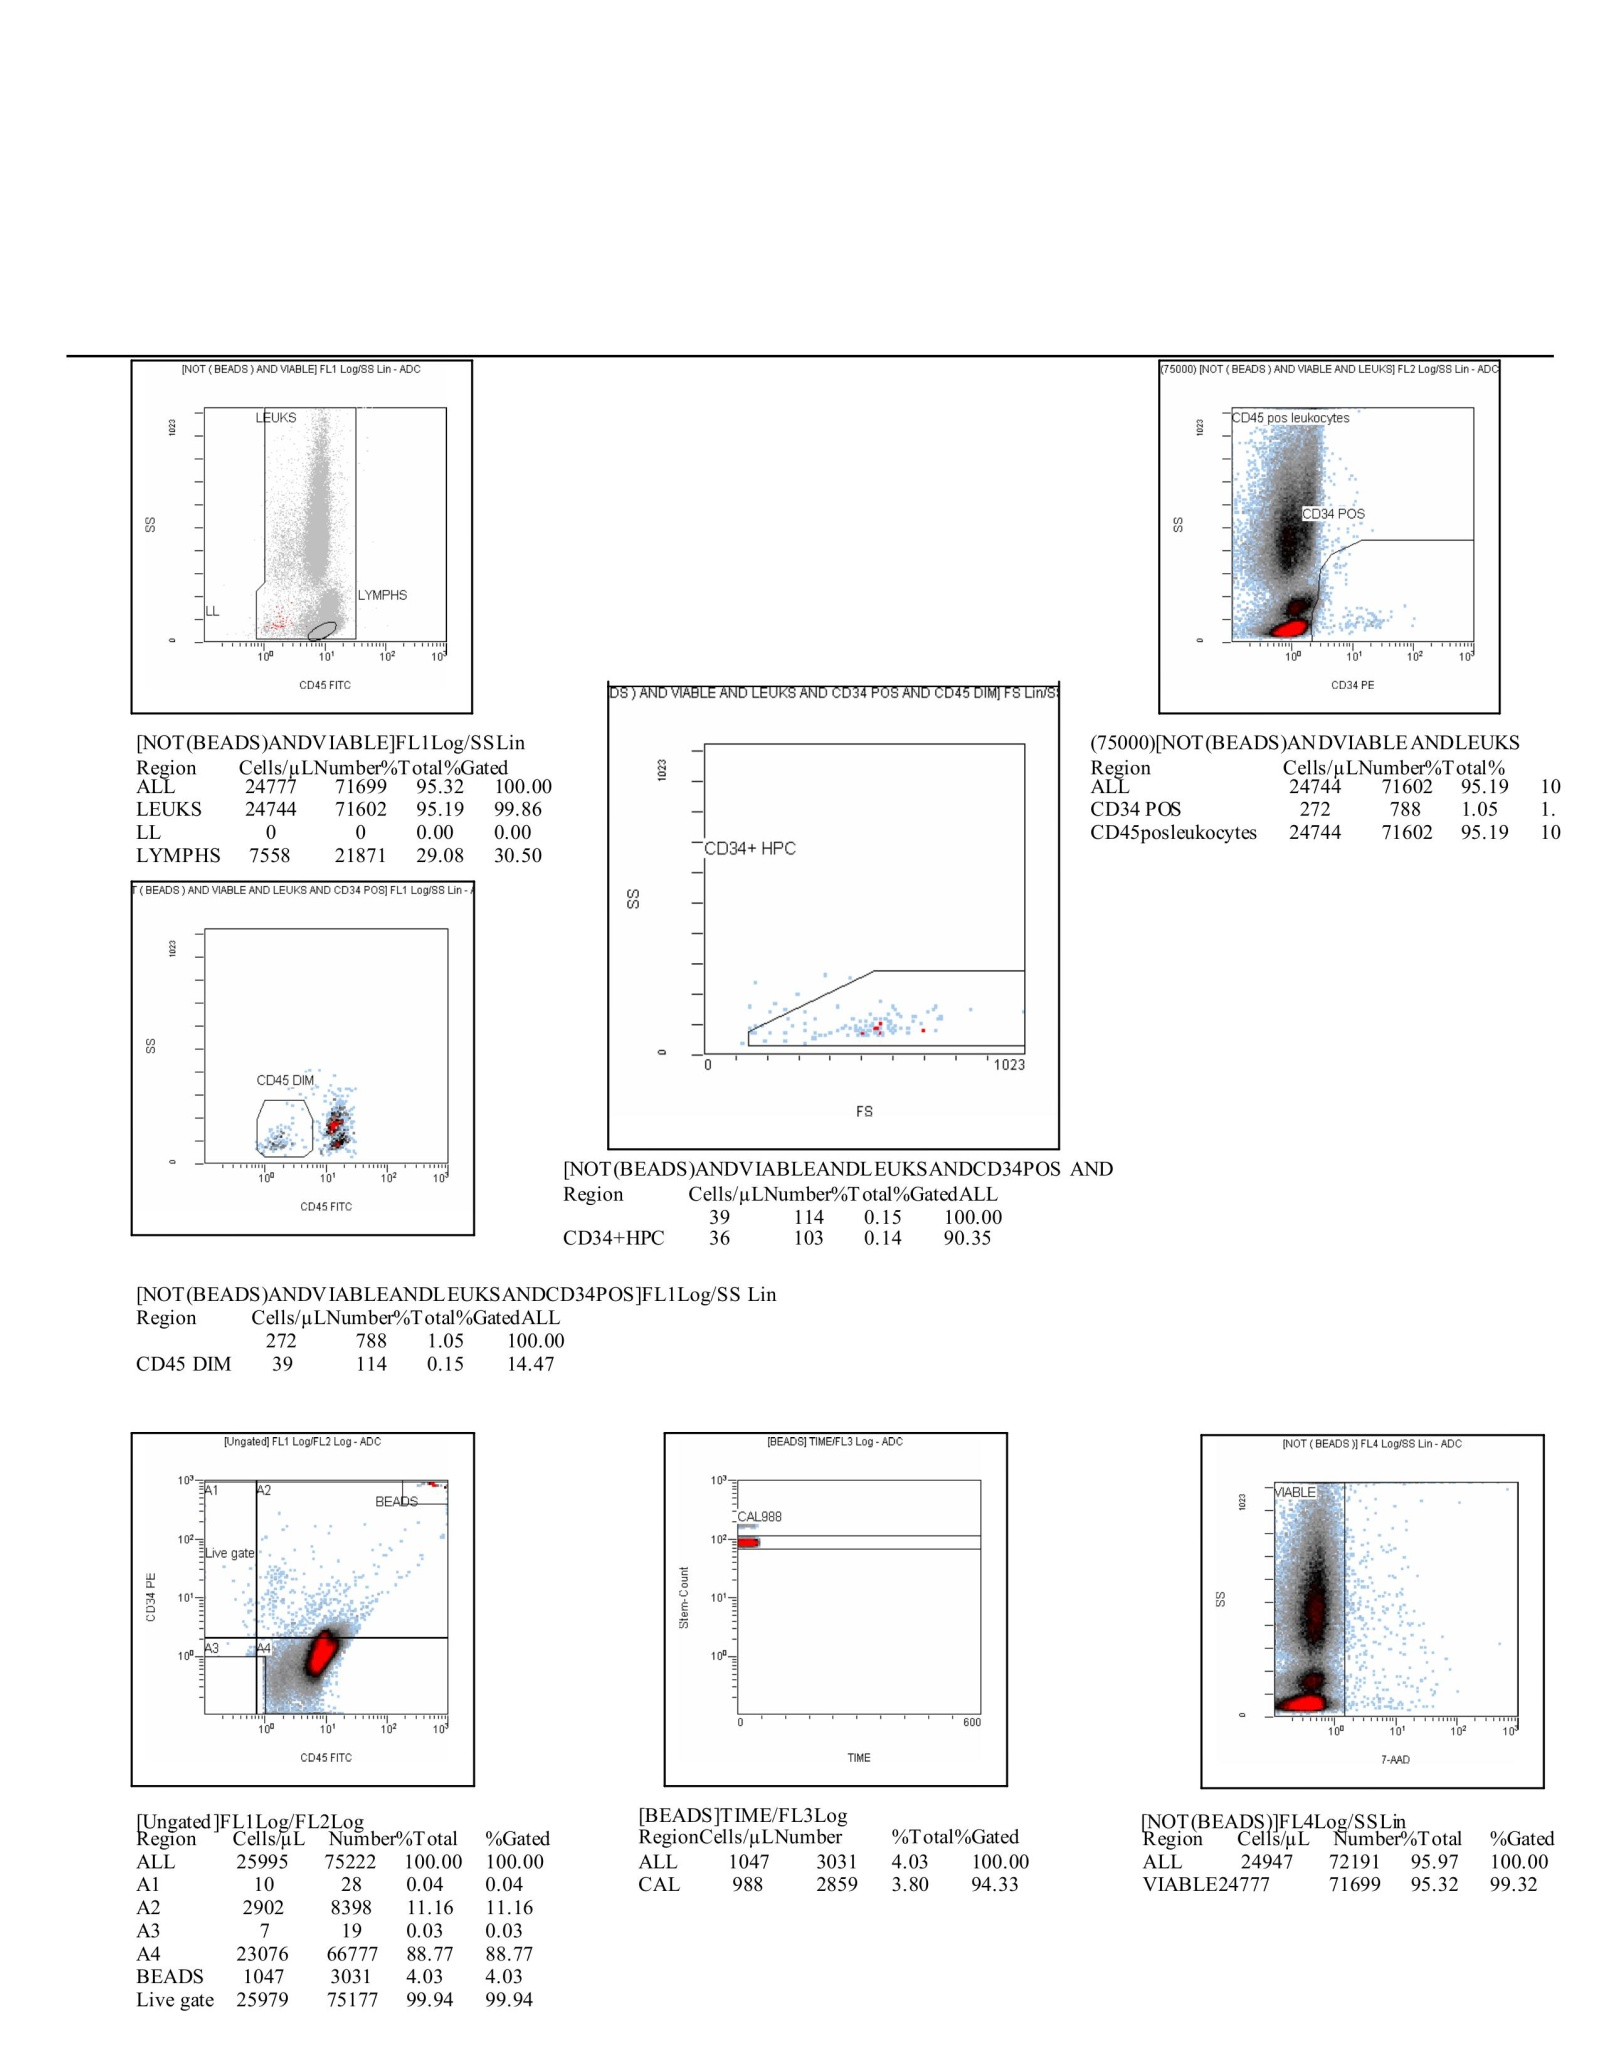 [NOT ( BEADS ) AND VIABLE] FL1 Log/SS Lin - ADC
LEUKS
1023
SS
LYMPHS
LL
0
10⁰ 10¹ 10² 10³
CD45 FITC
[NOT(BEADS)ANDVIABLE]FL1Log/SSLin
Region Cells/µLNumber%Total%Gated
ALL 24777 71699 95.32 100.00
LEUKS 24744 71602 95.19 99.86
LL 0 0 0.00 0.00
LYMPHS 7558 21871 29.08 30.50
(75000) [NOT ( BEADS ) AND VIABLE AND LEUKS] FL2 Log/SS Lin - ADC
CD45 pos leukocytes
1023
CD34 POS
SS
0
10⁰ 10¹ 10² 10³
CD34 PE
(75000)[NOT(BEADS)ANDVIABLE ANDLEUKS
Region Cells/µLNumber%Total%
ALL 24744 71602 95.19 10
CD34 POS 272 788 1.05 1.
CD45posleukocytes 24744 71602 95.19 10
DS ) AND VIABLE AND LEUKS AND CD34 POS AND CD45 DIM] FS Lin/SS
1023
CD34+ HPC
SS
0
0 1023
FS
[NOT(BEADS)ANDVIABLEANDLEUKSANDCD34POS AND
Region Cells/µLNumber%Total%GatedALL
39 114 0.15 100.00
CD34+HPC 36 103 0.14 90.35
T ( BEADS ) AND VIABLE AND LEUKS AND CD34 POS] FL1 Log/SS Lin - A
1023
SS
CD45 DIM
0
10⁰ 10¹ 10² 10³
CD45 FITC
[NOT(BEADS)ANDVIABLEANDLEUKSANDCD34POS]FL1Log/SS Lin
Region Cells/µLNumber%Total%GatedALL
272 788 1.05 100.00
CD45 DIM 39 114 0.15 14.47
[Ungated] FL1 Log/FL2 Log - ADC
10³
A1 A2
BEADS
10²
Live gate
CD34 PE
10¹
A3 A4
10⁰
10⁰ 10¹ 10² 10³
CD45 FITC
[Ungated]FL1Log/FL2Log
Region Cells/µL Number%Total %Gated
ALL 25995 75222 100.00 100.00
A1 10 28 0.04 0.04
A2 2902 8398 11.16 11.16
A3 7 19 0.03 0.03
A4 23076 66777 88.77 88.77
BEADS 1047 3031 4.03 4.03
Live gate 25979 75177 99.94 99.94
[BEADS] TIME/FL3 Log - ADC
10³
CAL988
10²
Stem-Count
10¹
10⁰
0 600
TIME
[BEADS]TIME/FL3Log
RegionCells/µLNumber %Total%Gated
ALL 1047 3031 4.03 100.00
CAL 988 2859 3.80 94.33
[NOT ( BEADS )] FL4 Log/SS Lin - ADC
VIABLE
1023
SS
0
10⁰ 10¹ 10² 10³
7-AAD
[NOT(BEADS)]FL4Log/SSLin
Region Cells/µL Number%Total %Gated
ALL 24947 72191 95.97 100.00
VIABLE24777 71699 95.32 99.32